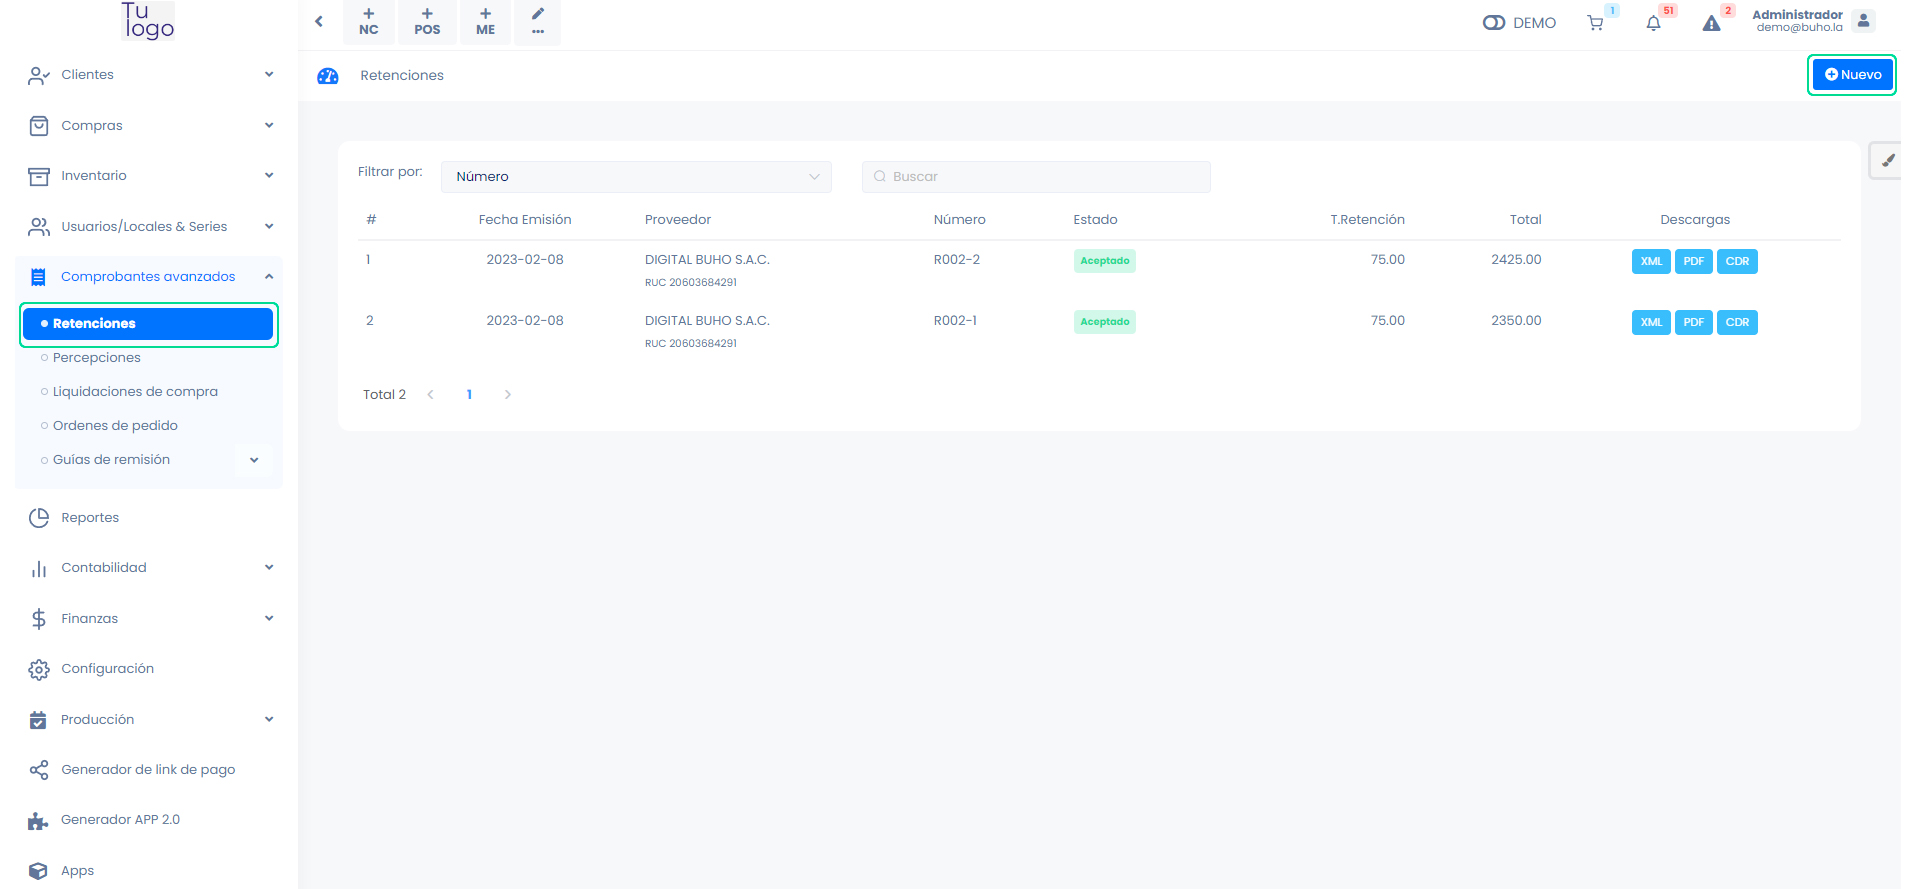 Tu
logo
Clientes
Compras
Inventario
Usuarios/Locales & Series
Comprobantes avanzados
Retenciones
Percepciones
Liquidaciones de compra
Ordenes de pedido
Guías de remisión
Reportes
Contabilidad
Finanzas
Configuración
Producción
Generador de link de pago
Generador APP 2.0
Apps
+ NC
+ POS
+ ME
...
DEMO
1
51
2
Administrador
demo@buho.la
Retenciones
Nuevo
Filtrar por: Número Buscar
# Fecha Emisión Proveedor Número Estado T.Retención Total Descargas
1 2023-02-08 DIGITAL BUHO S.A.C. R002-2 Aceptado 75.00 2425.00 XML PDF CDR
RUC 20603684291
2 2023-02-08 DIGITAL BUHO S.A.C. R002-1 Aceptado 75.00 2350.00 XML PDF CDR
RUC 20603684291
Total 2 < 1 >